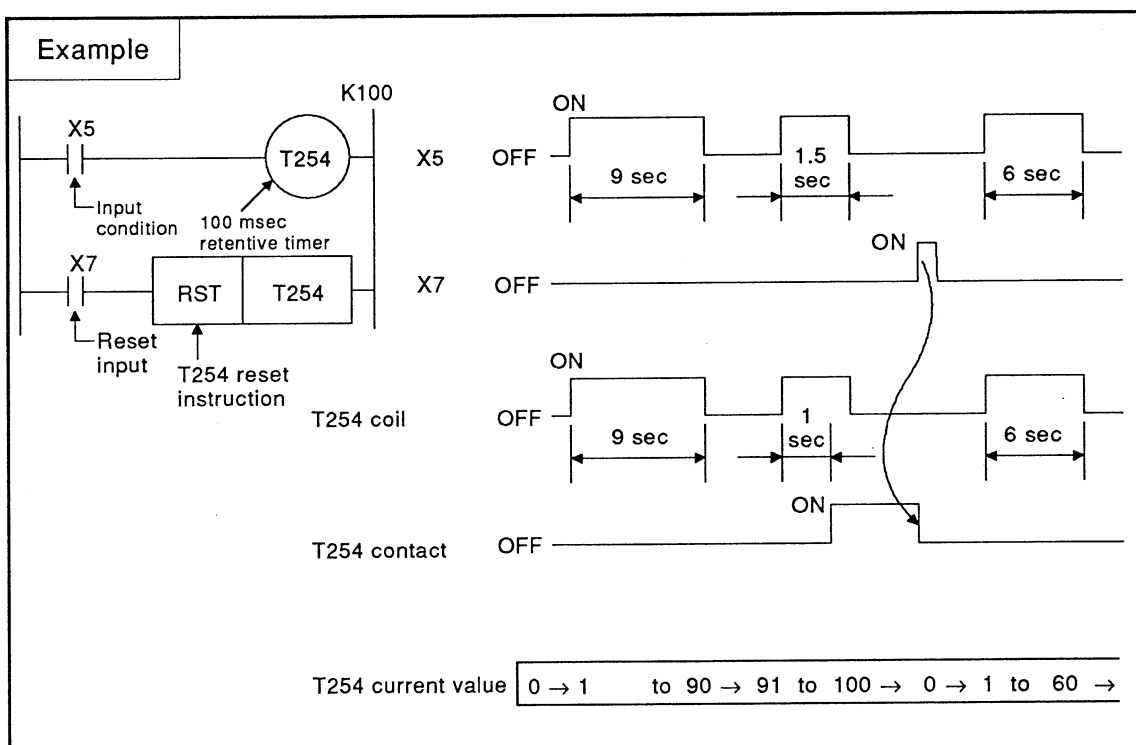 Example
K100
X5
T254
Input
condition
100 msec
retentive timer
X7
RST T254
Reset
input
T254 reset
instruction
ON
X5 OFF
9 sec
1.5
sec
6 sec
ON
X7 OFF
ON
T254 coil OFF
9 sec
1
sec
6 sec
ON
T254 contact OFF
T254 current value 0 → 1 to 90 → 91 to 100 → 0 → 1 to 60 →